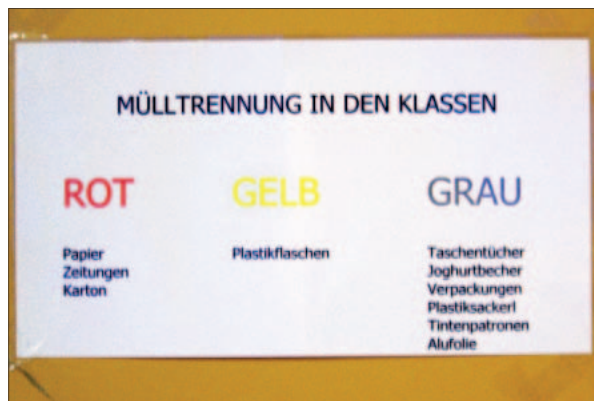 MÜLLTRENNUNG IN DEN KLASSEN
ROT
Papier
Zeitungen
Karton
GELB
Plastikflaschen
GRAU
Taschentücher
Joghurtbecher
Verpackungen
Plastiksackerl
Tintenpatronen
Alufolie